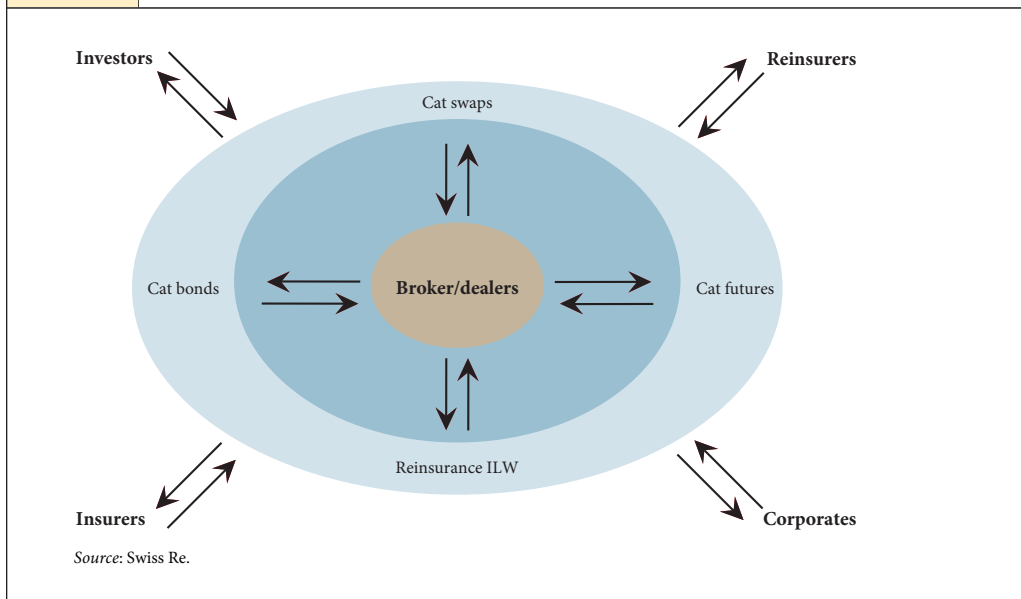 Investors
Reinsurers
Cat swaps
Cat bonds
Broker/dealers
Cat futures
Reinsurance ILW
Insurers
Corporates
Source: Swiss Re.